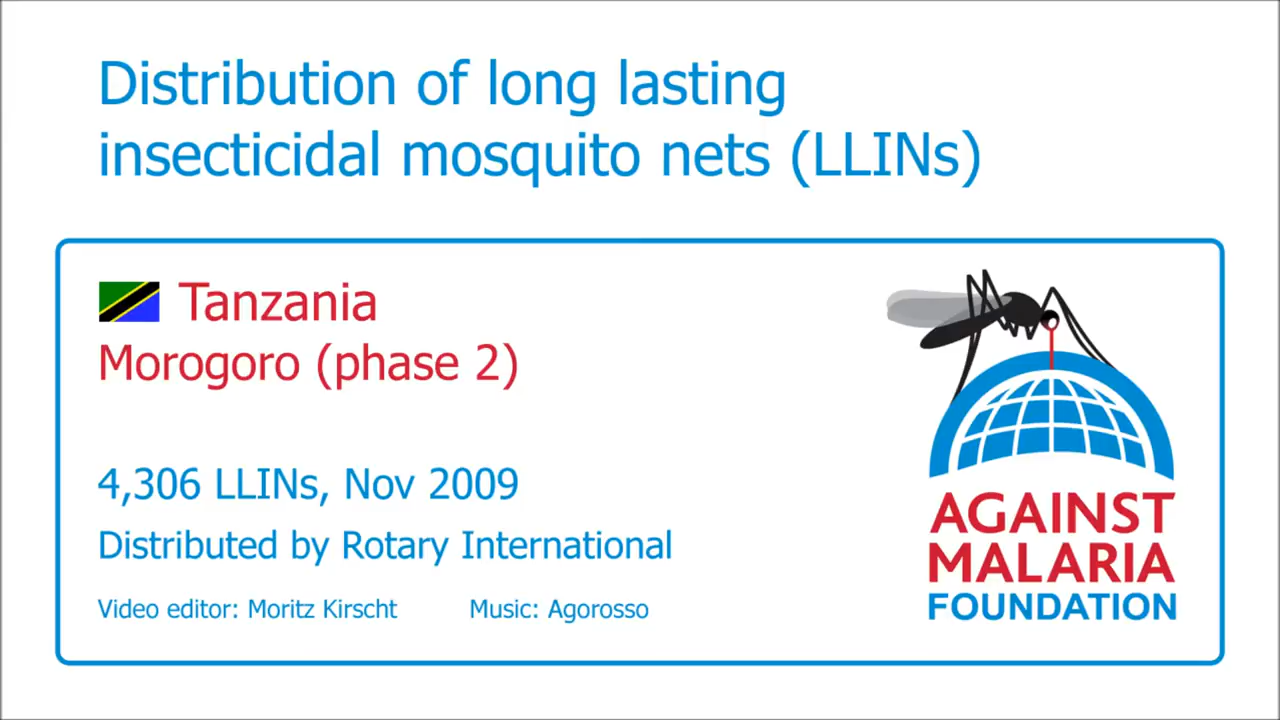 Distribution of long lasting
insecticidal mosquito nets (LLINs)
Tanzania
Morogoro (phase 2)
4,306 LLINs, Nov 2009
Distributed by Rotary International
Video editor: Moritz Kirscht
Music: Agorosso
AGAINST
MALARIA
FOUNDATION